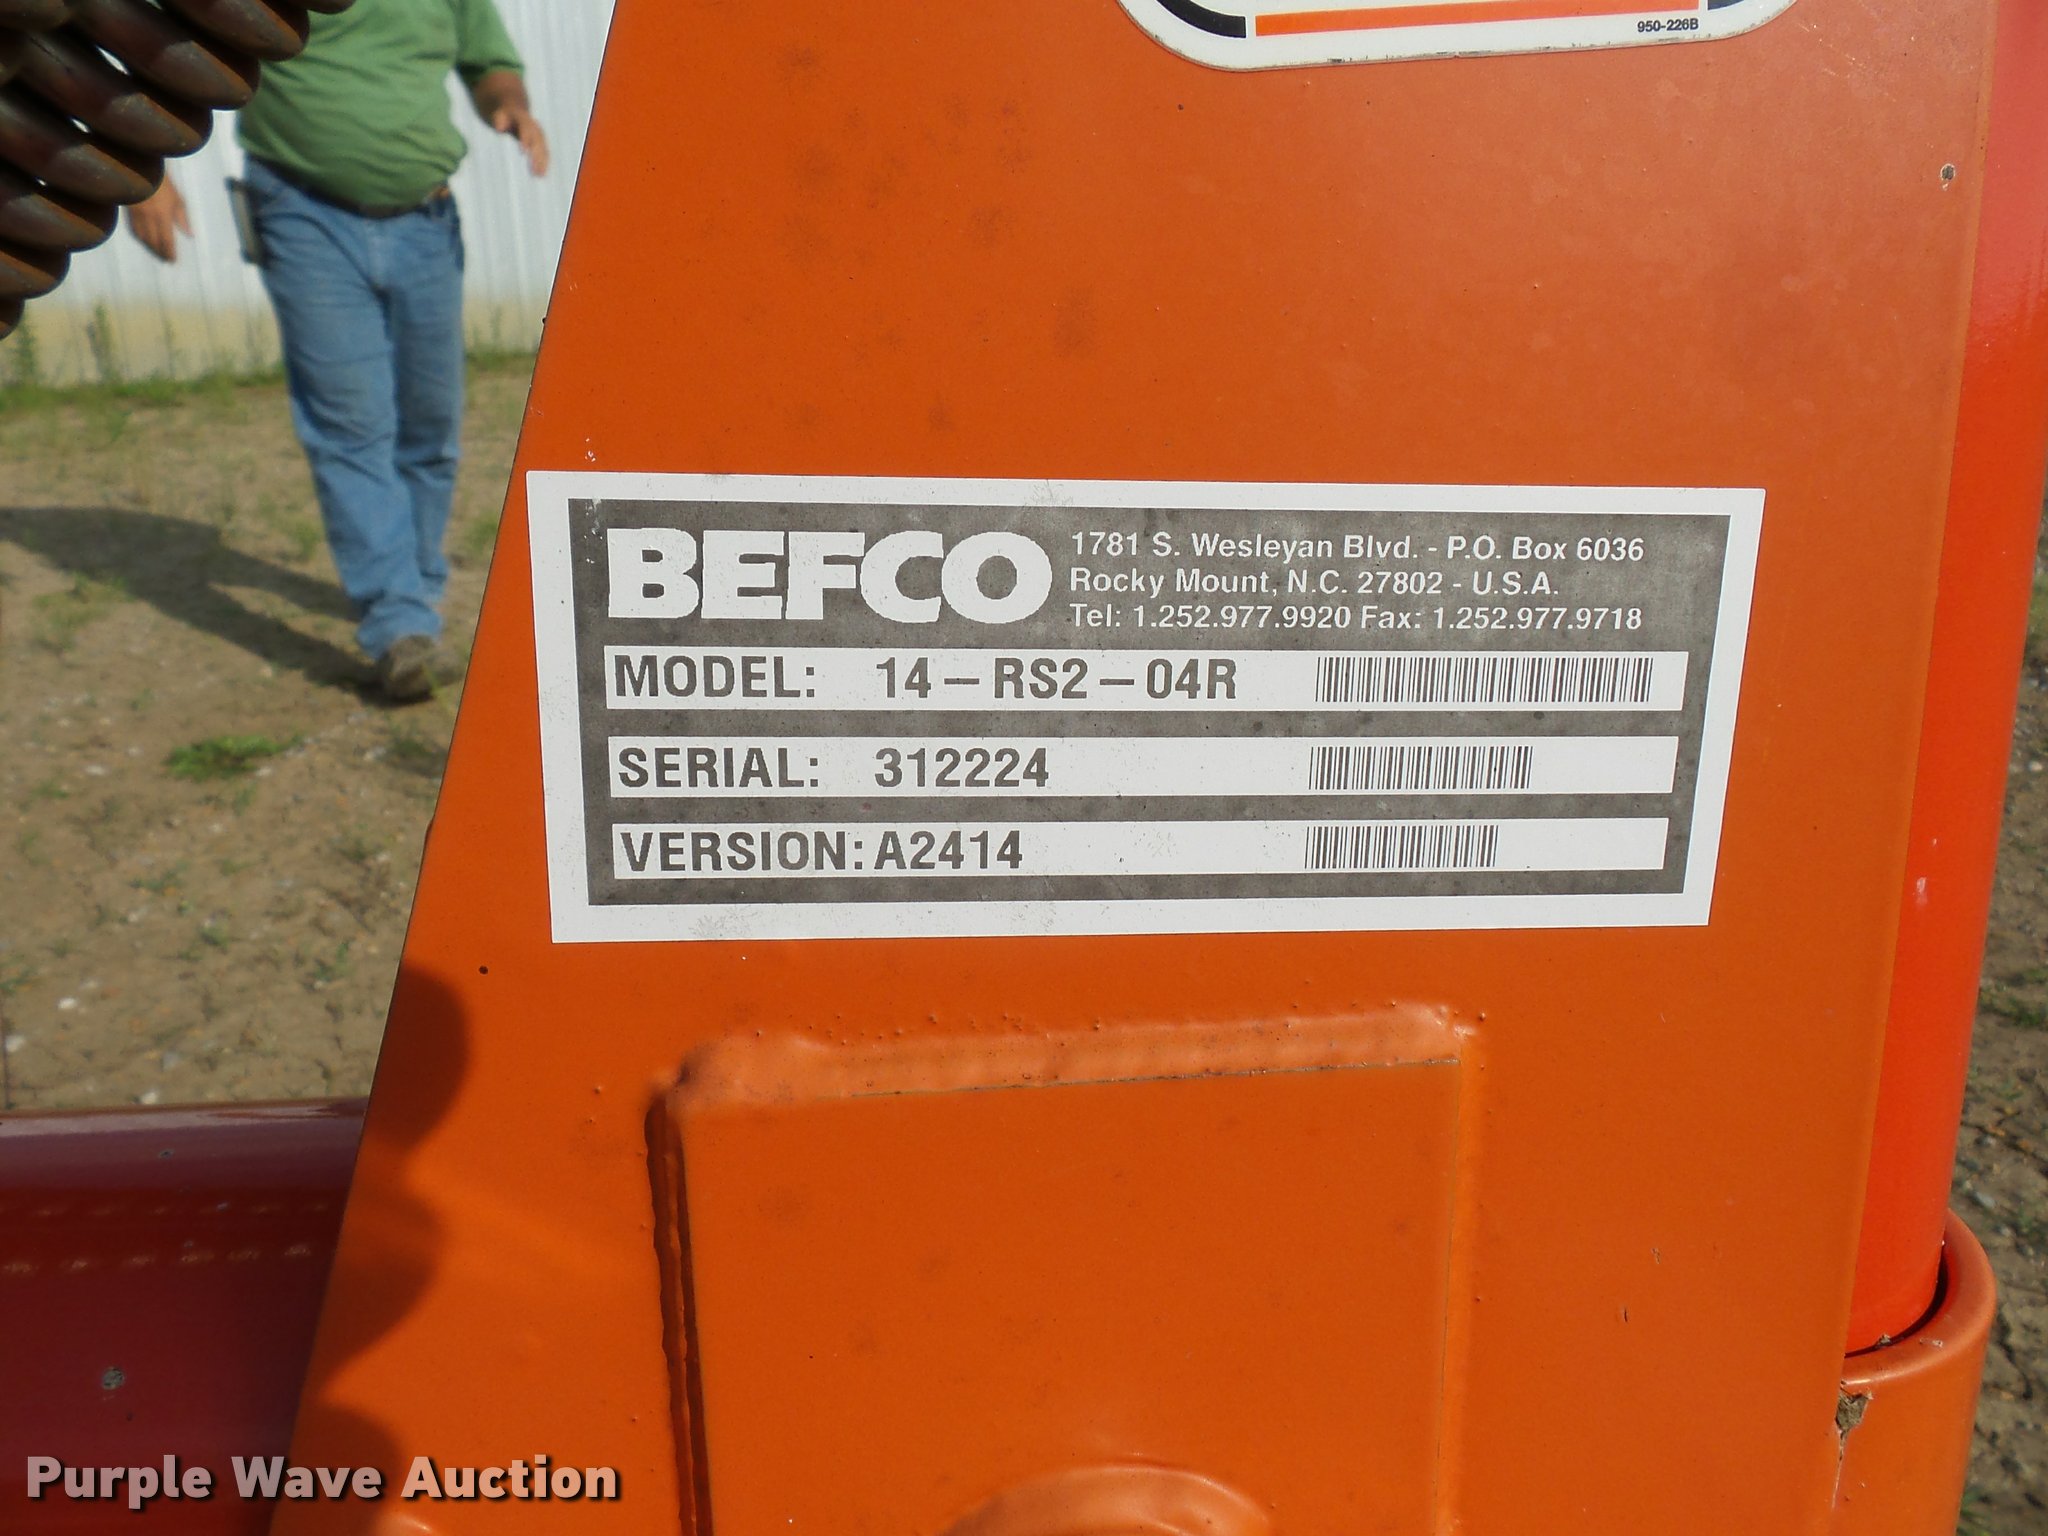 950-226B
BEFCO
1781 S. Wesleyan Blvd. - P.O. Box 6036
Rocky Mount, N.C. 27802 - U.S.A.
Tel: 1.252.977.9920 Fax: 1.252.977.9718
MODEL: 14-RS2-04R
SERIAL: 312224
VERSION: A2414
Purple Wave Auction